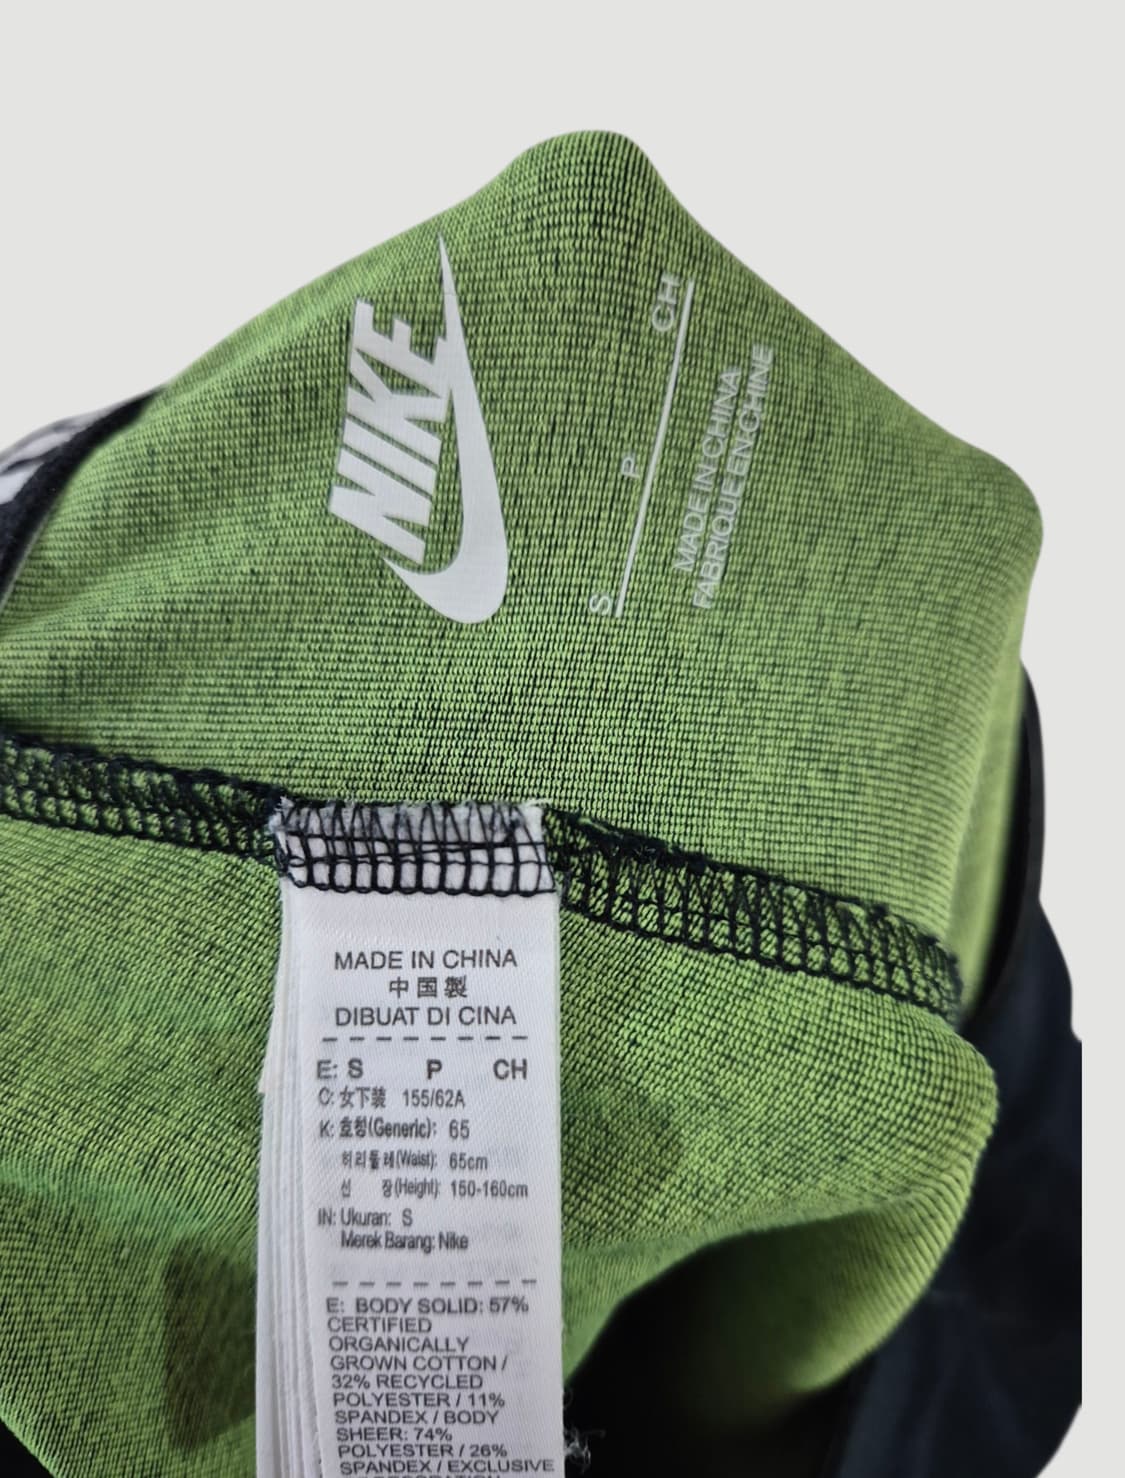 NIKE
S P CH
MADE IN CHINA
FABRIQUE EN CHINE
MADE IN CHINA
中国製
DIBUAT DI CINA
E: S P CH
C: 女下装 155/62A
K: 호칭(Generic): 65
허리둘레(Waist): 65cm
신 장(Height): 150-160cm
IN: Ukuran: S
Merek Barang: Nike
E: BODY SOLID: 57%
CERTIFIED
ORGANICALLY
GROWN COTTON /
32% RECYCLED
POLYESTER / 11%
SPANDEX / BODY
SHEER: 74%
POLYESTER / 26%
SPANDEX / EXCLUSIVE